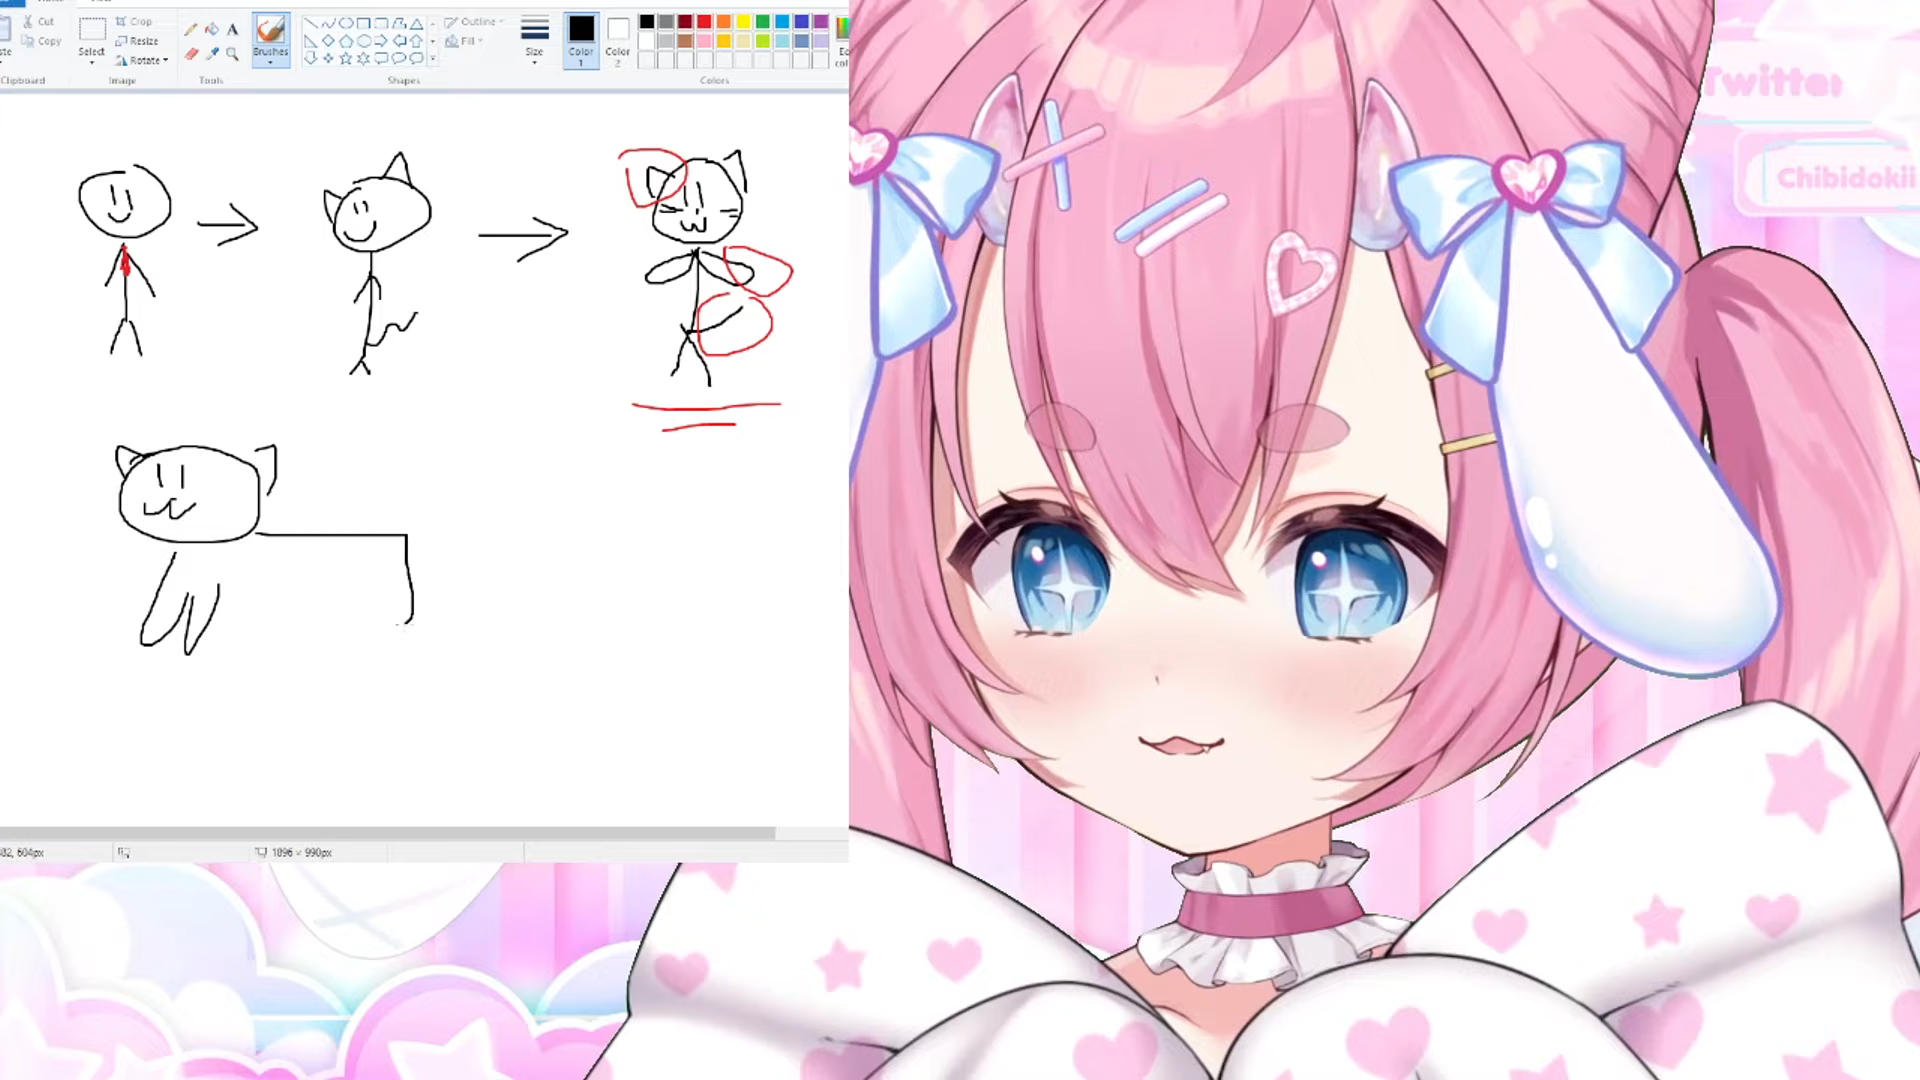 Cut
Copy
Clipboard
Select
Crop
Resize
Rotate
Image
A
Tools
Brushes
Outline
Fill
Shapes
Size
Color
1
Color
2
Colors
604px
1096 × 990px
Twitter
Chibidokii